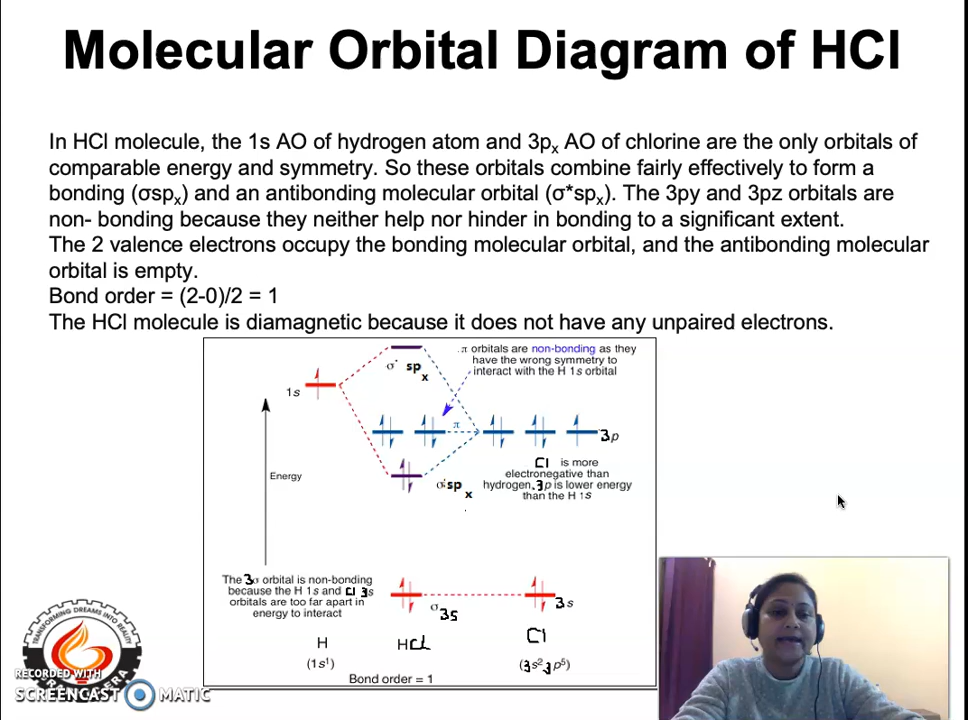 Molecular Orbital Diagram of HCl
In HCl molecule, the 1s AO of hydrogen atom and 3px AO of chlorine are the only orbitals of
comparable energy and symmetry. So these orbitals combine fairly effectively to form a
bonding (σspx) and an antibonding molecular orbital (σ*spx). The 3py and 3pz orbitals are
non- bonding because they neither help nor hinder in bonding to a significant extent.
The 2 valence electrons occupy the bonding molecular orbital, and the antibonding molecular
orbital is empty.
Bond order = (2-0)/2 = 1
The HCl molecule is diamagnetic because it does not have any unpaired electrons.
π orbitals are non-bonding as they
have the wrong symmetry to
interact with the H 1s orbital
σ* spx
1s
π
3p
Cl is more
electronegative than
hydrogen. 3p is lower energy
than the H 1s
Energy
σ spx
The 3σ orbital is non-bonding
because the H 1s and Cl 3s
orbitals are too far apart in
energy to interact
σ 3s
3s
H
HCl
Cl
(1s¹)
(3s² 3p⁵)
Bond order = 1
TRANSFORMING DREAMS INTO REALITY
RECORDED WITH
SCREENCAST MATIC